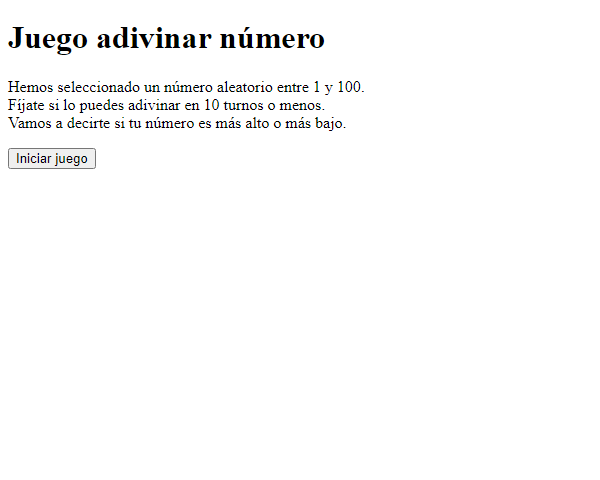 Juego adivinar número
Hemos seleccionado un número aleatorio entre 1 y 100.
Fíjate si lo puedes adivinar en 10 turnos o menos.
Vamos a decirte si tu número es más alto o más bajo.
Iniciar juego